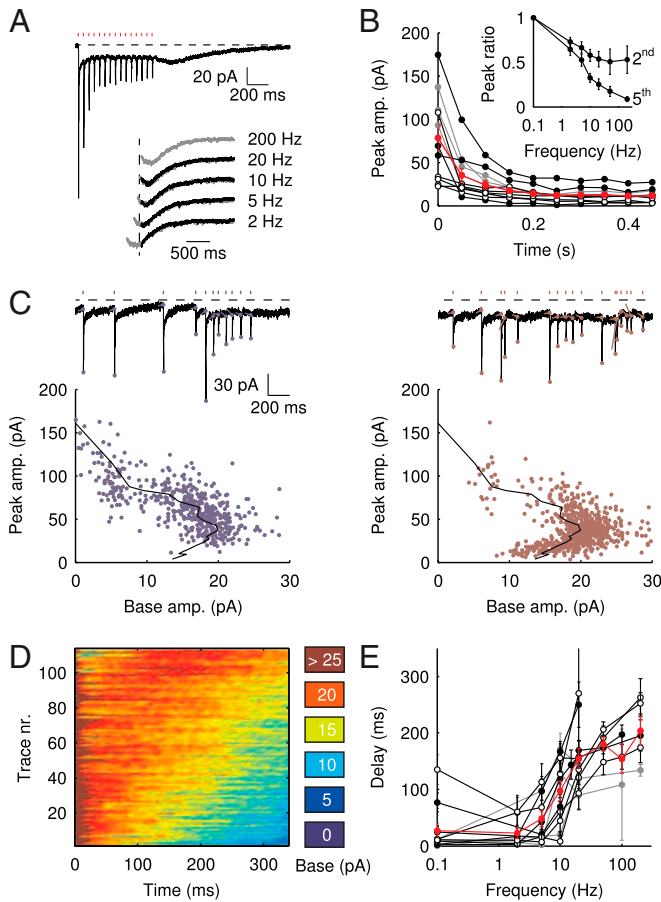 A
20 pA
200 ms
200 Hz
20 Hz
10 Hz
5 Hz
2 Hz
500 ms
B
Peak amp. (pA)
200
150
100
50
0
0
0.2
0.4
Time (s)
Peak ratio
1
0.5
0
0.1
1
10
100
Frequency (Hz)
2nd
5th
C
30 pA
200 ms
Peak amp. (pA)
200
150
100
50
0
0
10
20
30
Base amp. (pA)
Peak amp. (pA)
200
150
100
50
0
0
10
20
30
Base amp. (pA)
D
Trace nr.
100
80
60
40
20
0
100
200
300
Time (ms)
> 25
20
15
10
5
0
Base (pA)
E
Delay (ms)
300
200
100
0
0.1
1
10
100
Frequency (Hz)